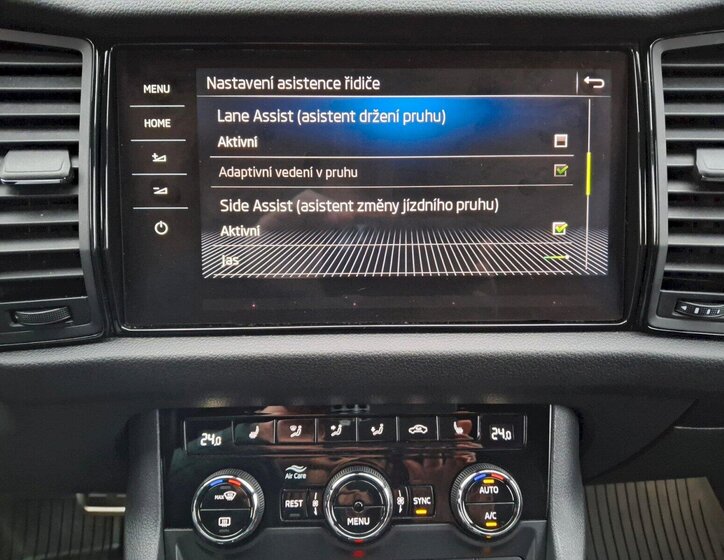 MENU
HOME
Nastavení asistence řidiče
Lane Assist (asistent držení pruhu)
Aktivní
Adaptivní vedení v pruhu
Side Assist (asistent změny jízdního pruhu)
Aktivní
Jas
24.0
24.0
Air Care
MAX
REST
MENU
SYNC
AUTO
A/C